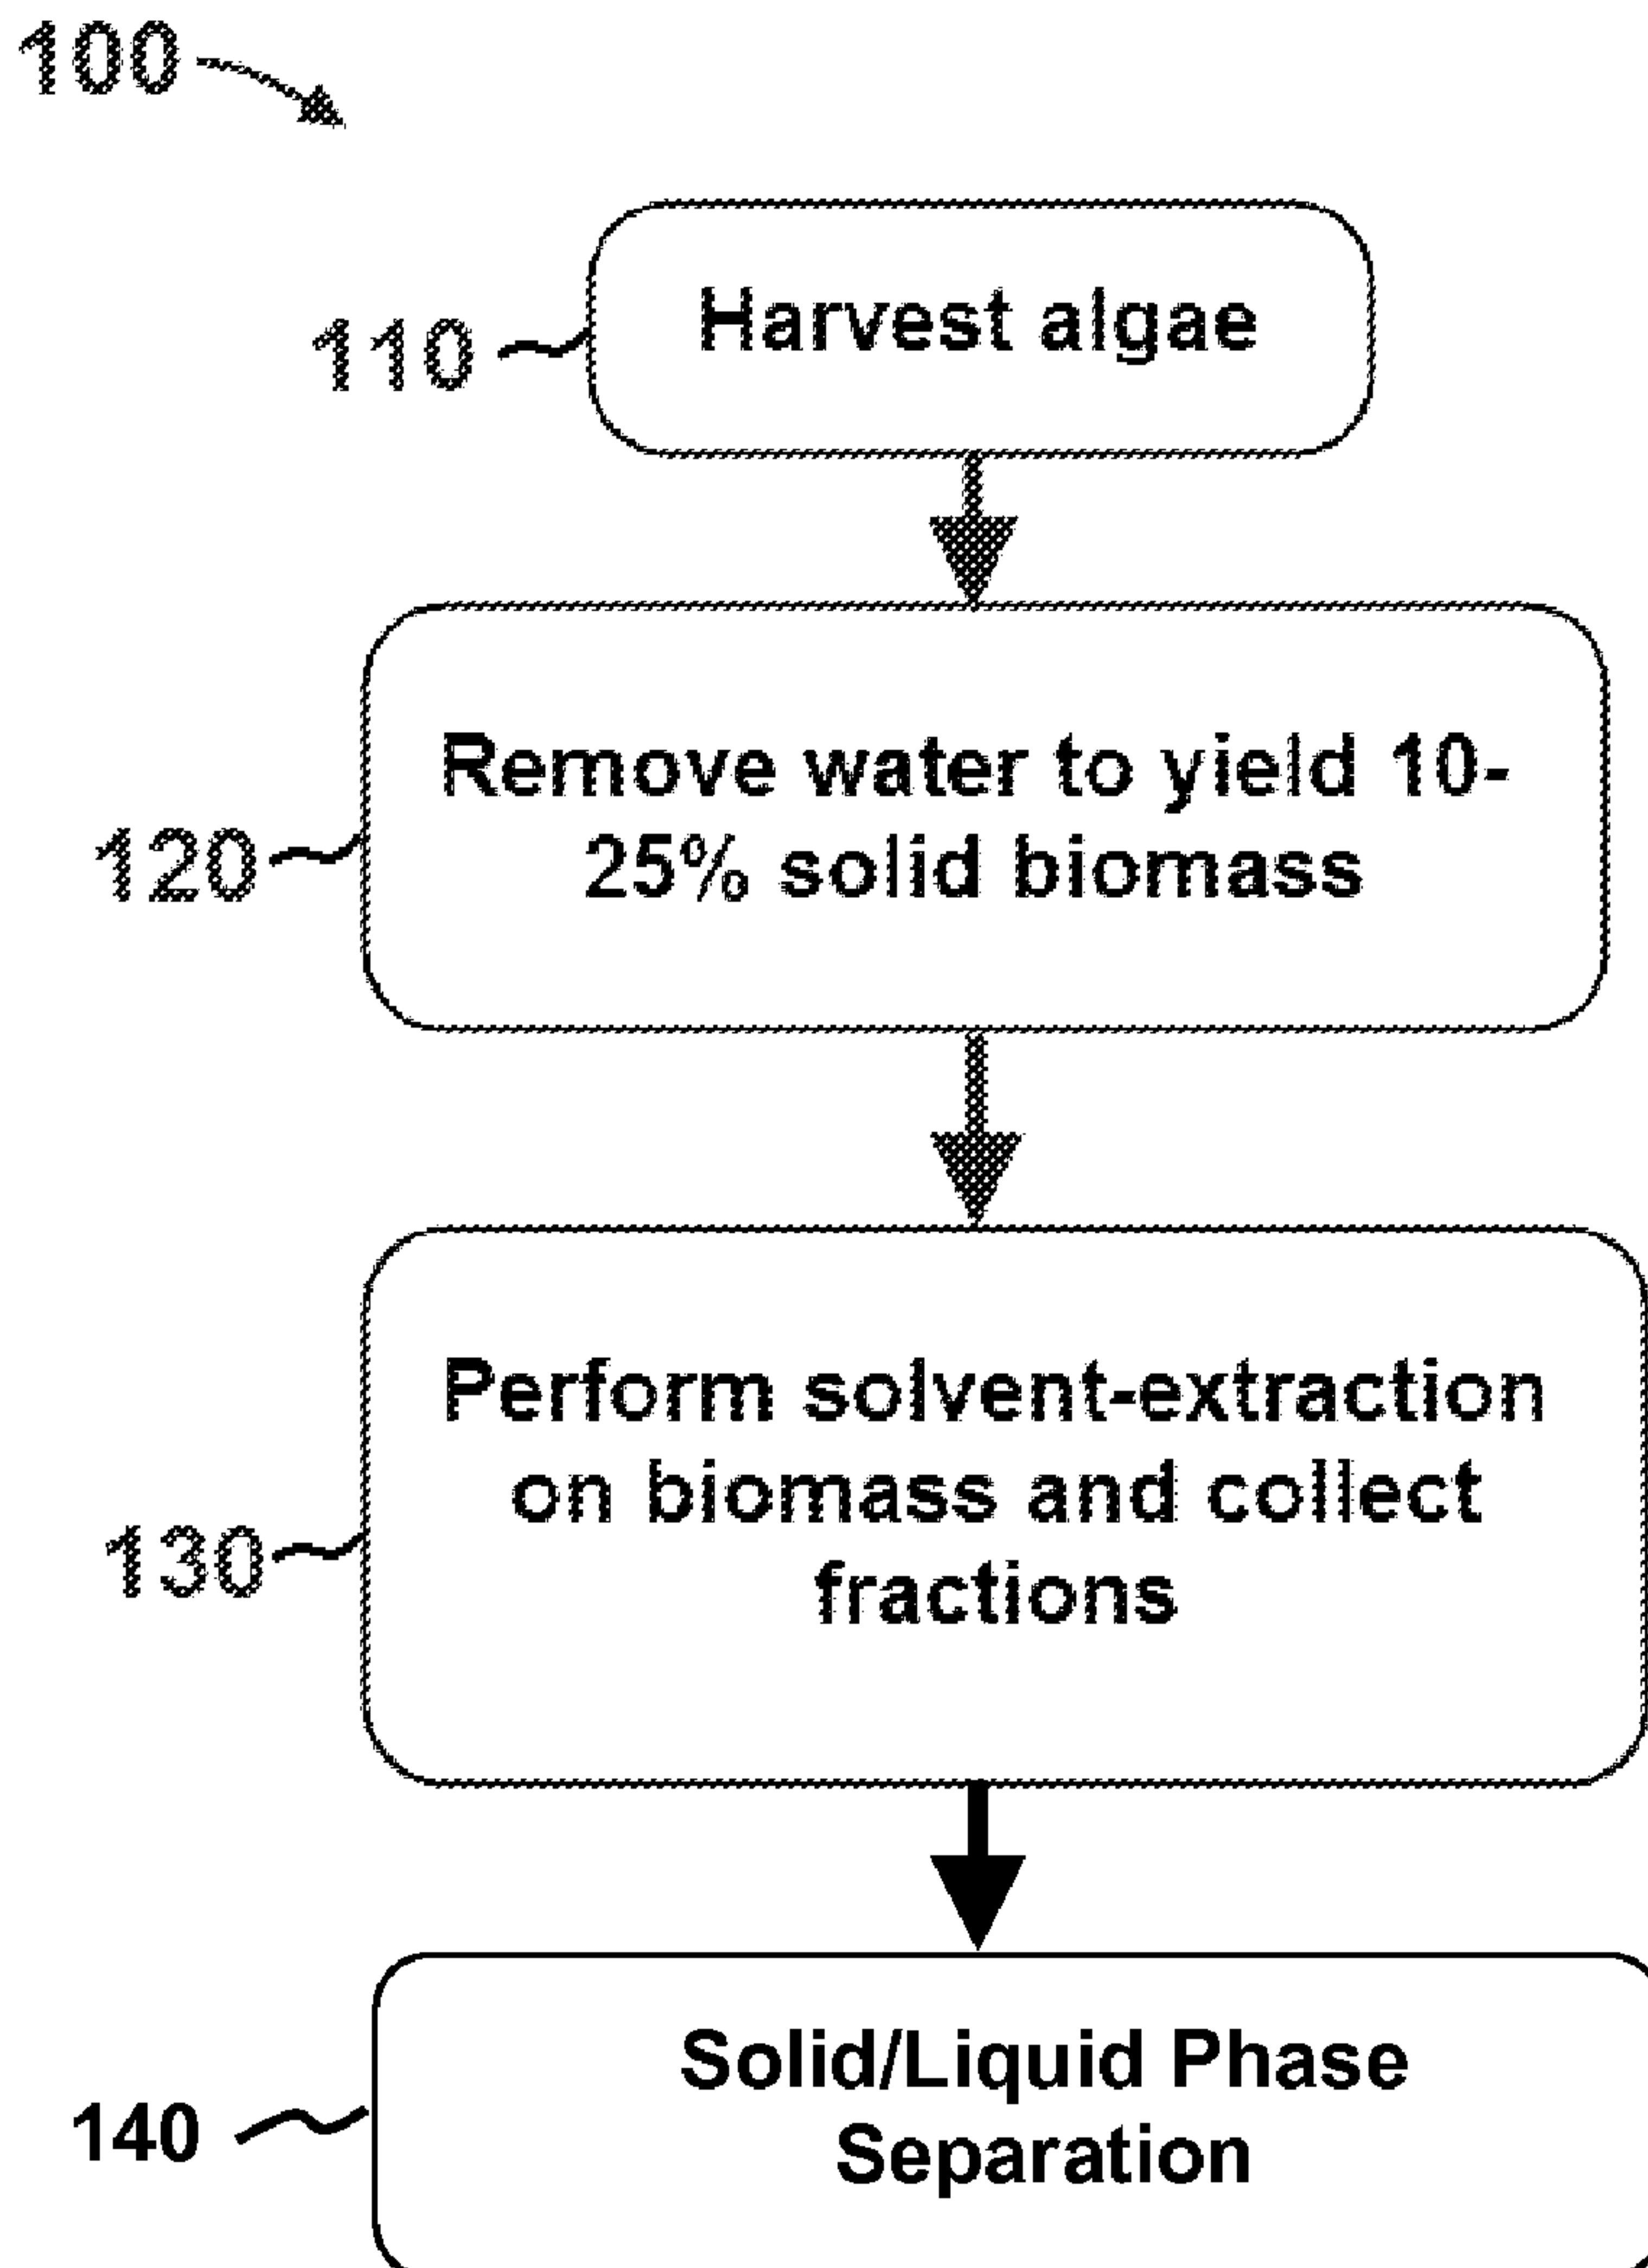 100
110
Harvest algae
120
Remove water to yield 10-
25% solid biomass
130
Perform solvent-extraction
on biomass and collect
fractions
140
Solid/Liquid Phase
Separation